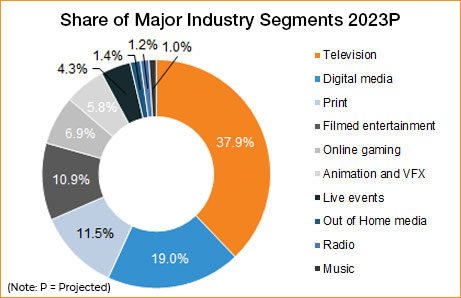 Share of Major Industry Segments 2023P
1.2%
1.0%
1.4%
4.3%
5.8%
6.9%
10.9%
11.5%
19.0%
37.9%
Television
Digital media
Print
Filmed entertainment
Online gaming
Animation and VFX
Live events
Out of Home media
Radio
Music
(Note: P = Projected)